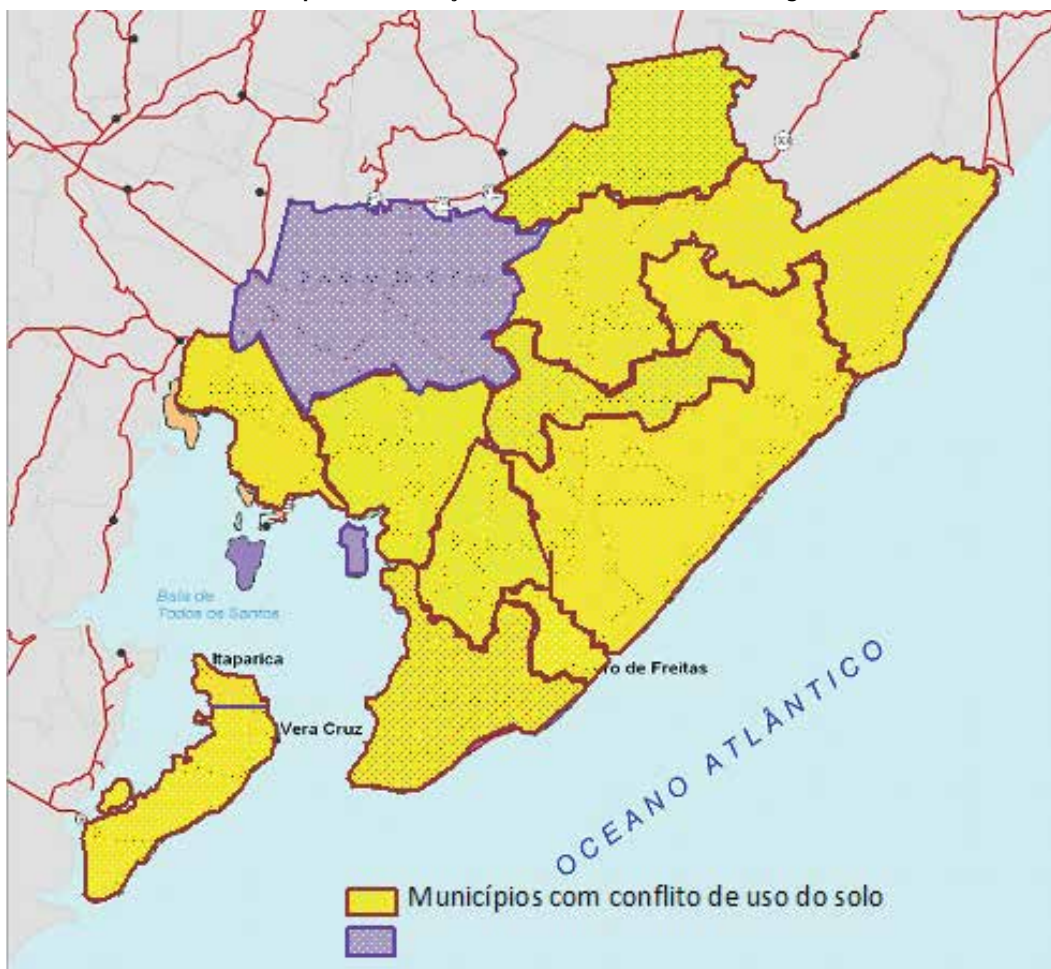 Baía de
Todos os Santos
Itaparica
ro de Freitas
Vera Cruz
OCEANO ATLÂNTICO
Municípios com conflito de uso do solo